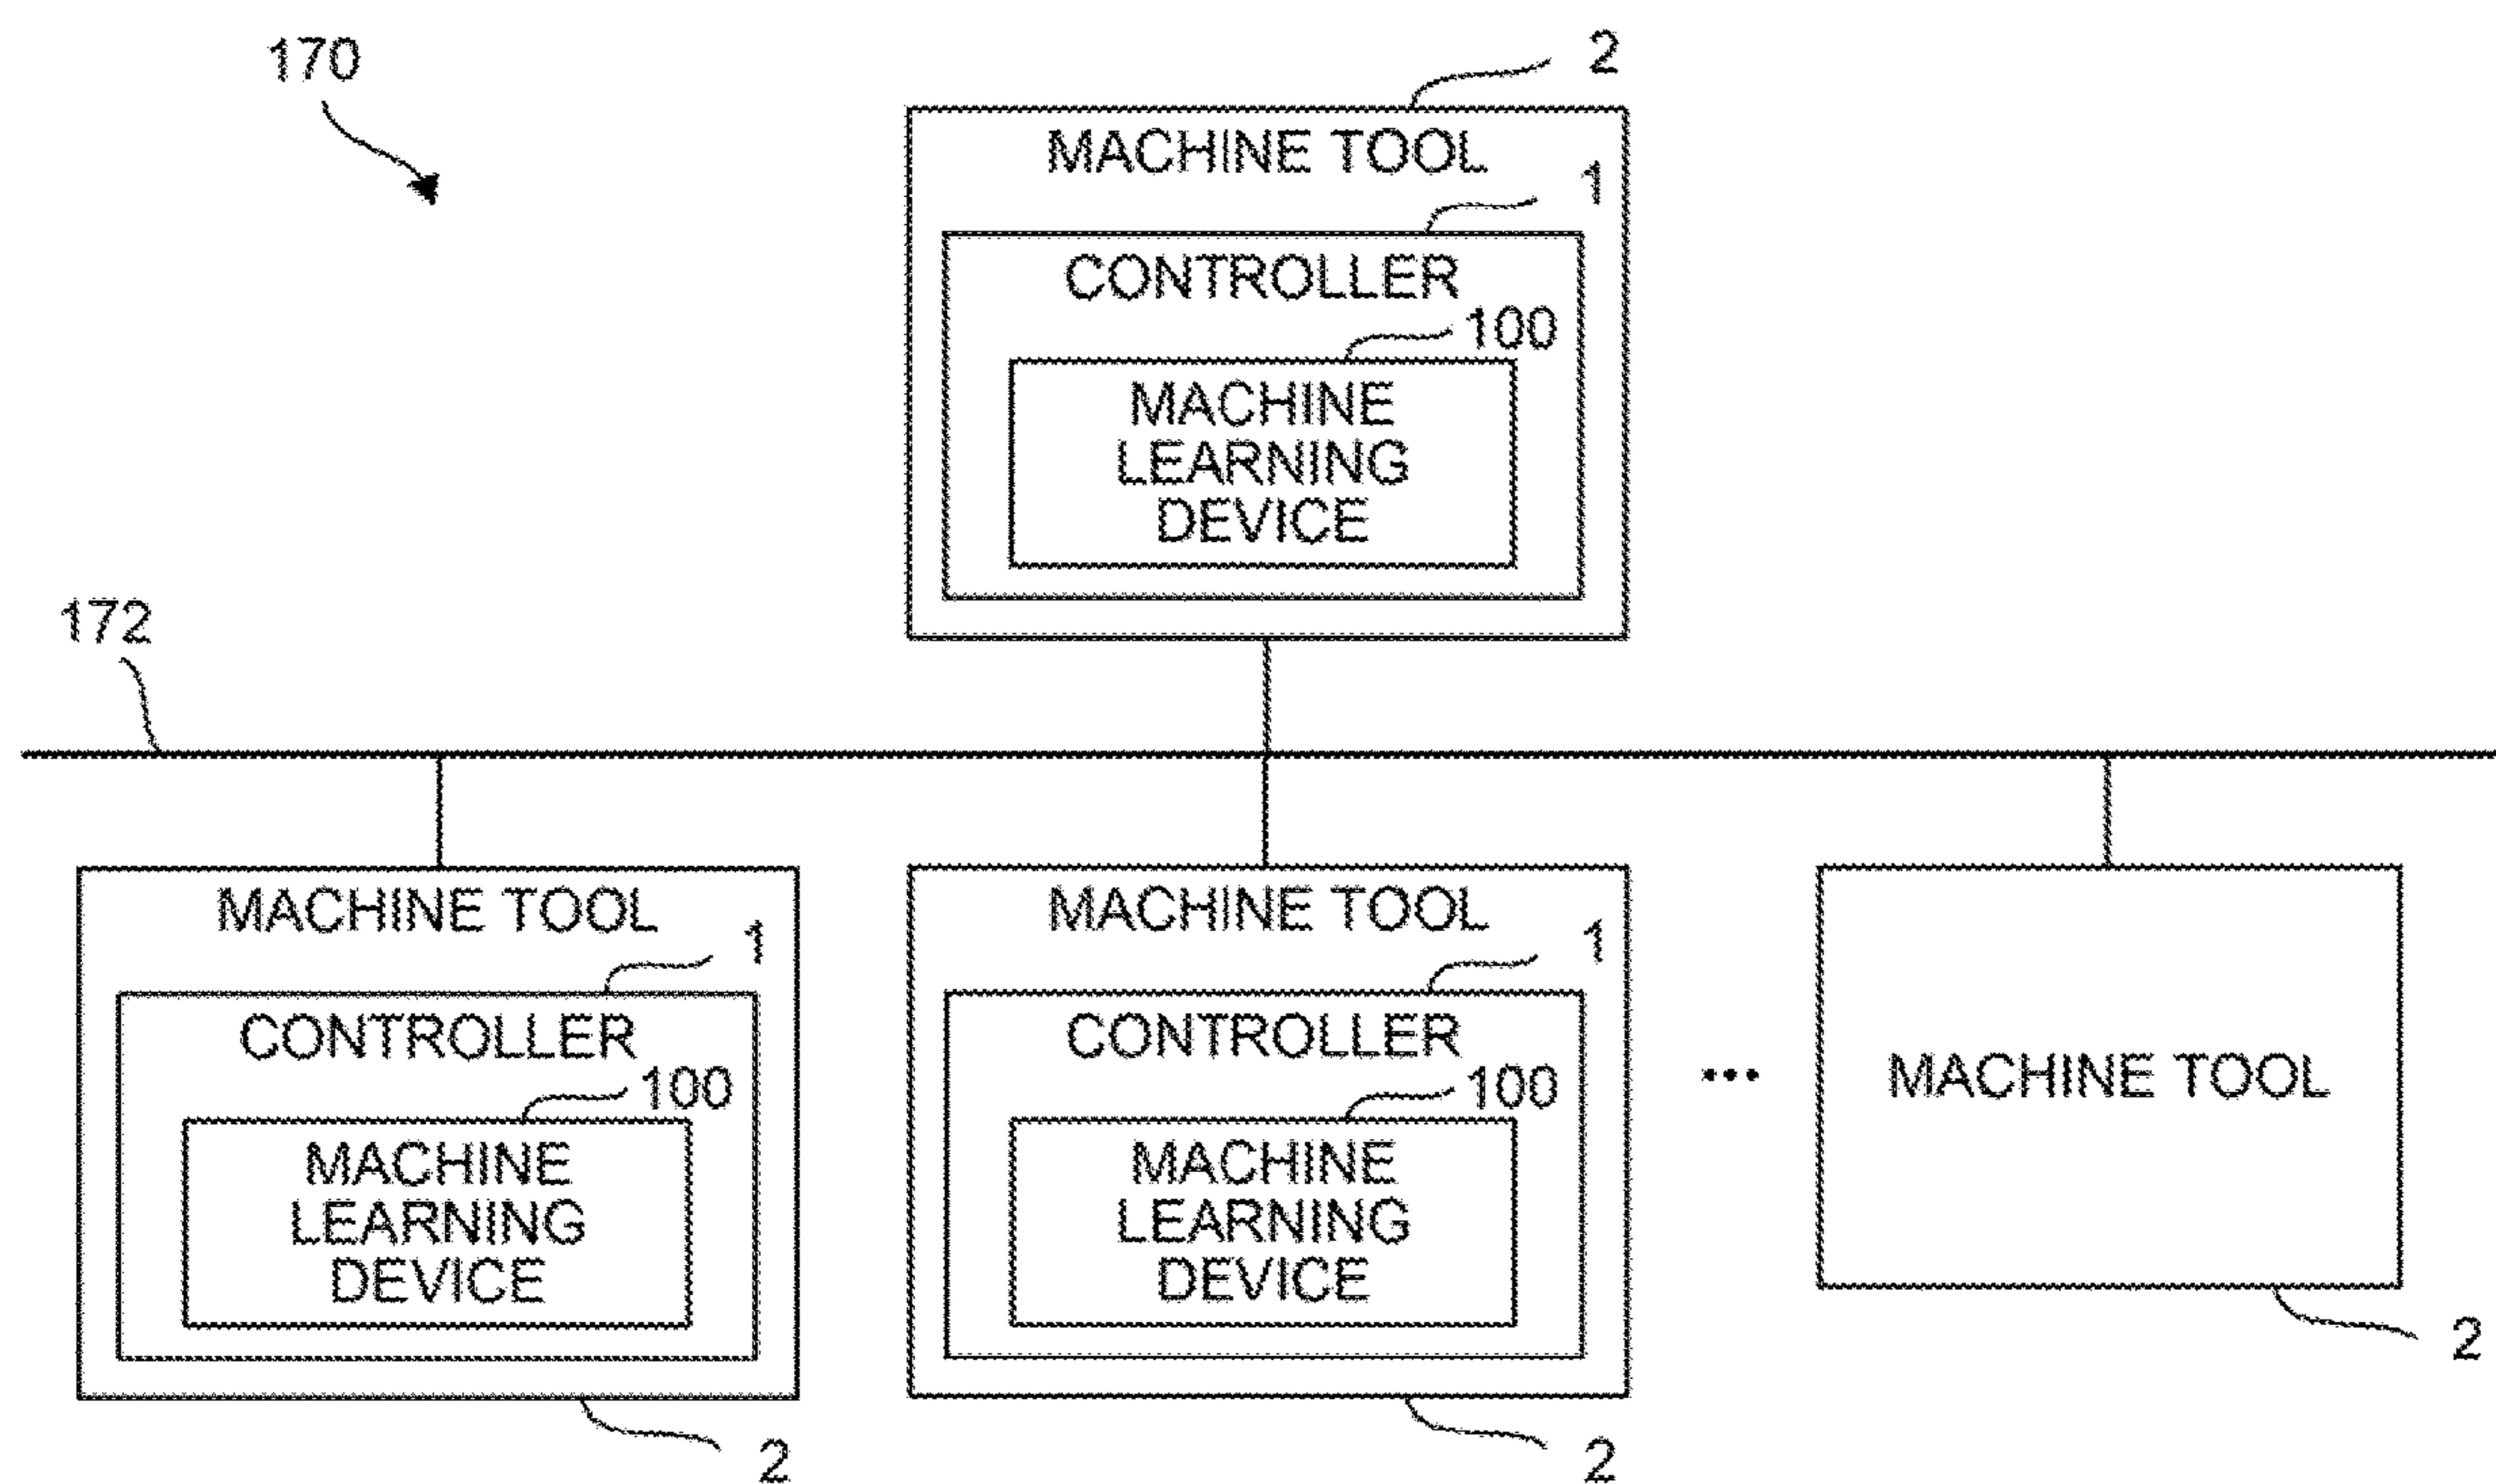 170
2
MACHINE TOOL
1
CONTROLLER
100
MACHINE
LEARNING
DEVICE
172
MACHINE TOOL
1
CONTROLLER
100
MACHINE
LEARNING
DEVICE
2
MACHINE TOOL
1
CONTROLLER
100
MACHINE
LEARNING
DEVICE
2
...
MACHINE TOOL
2